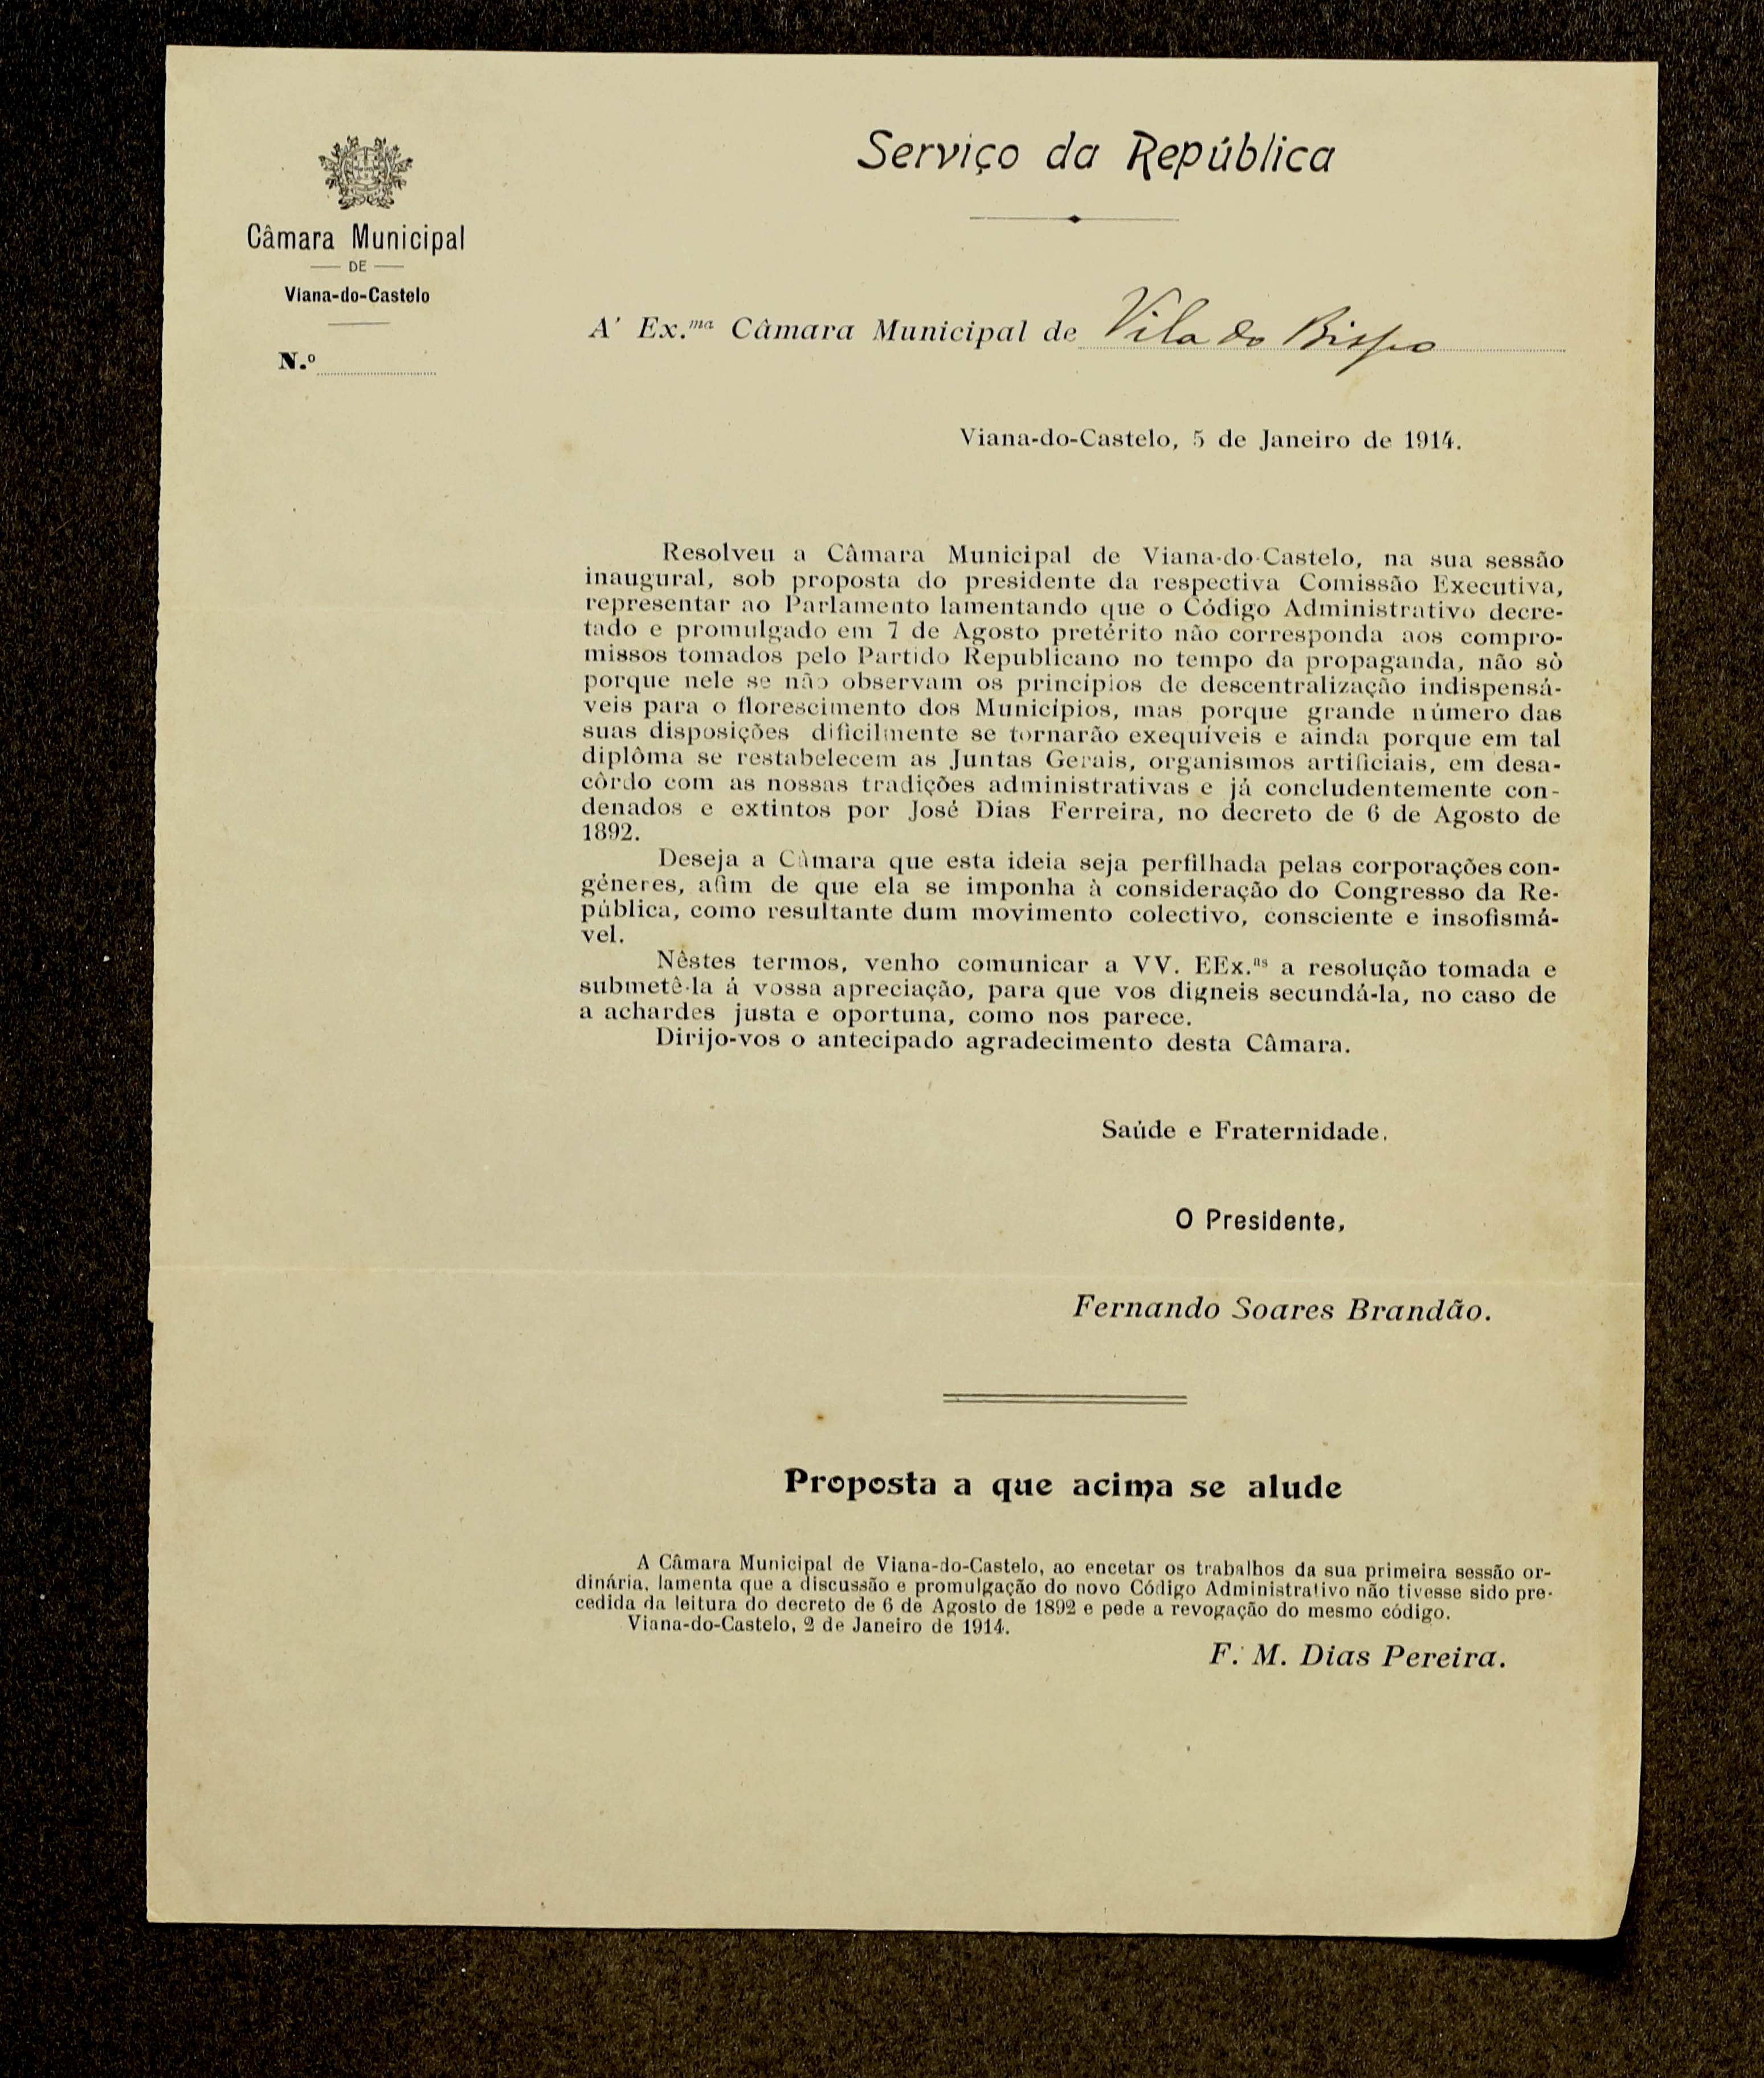 Serviço da República
Câmara Municipal
DE
Viana-do-Castelo
N.º
A' Ex.ma Câmara Municipal de Vila do Bispo
Viana-do-Castelo, 5 de Janeiro de 1914.
Resolveu a Câmara Municipal de Viana-do-Castelo, na sua sessão
inaugural, sob proposta do presidente da respectiva Comissão Executiva,
representar ao Parlamento lamentando que o Código Administrativo decre-
tado e promulgado em 7 de Agosto pretérito não corresponda aos compro-
missos tomados pelo Partido Republicano no tempo da propaganda, não sò
porque nele se não observam os princípios de descentralização indispensá-
veis para o florescimento dos Municípios, mas porque grande número das
suas disposições dificilmente se tornarão exequíveis e ainda porque em tal
diplôma se restabelecem as Juntas Gerais, organismos artificiais, em desa-
côrdo com as nossas tradições administrativas e já concludentemente con-
denados e extintos por José Dias Ferreira, no decreto de 6 de Agosto de
1892.
Deseja a Câmara que esta ideia seja perfilhada pelas corporações con-
géneres, afim de que ela se imponha à consideração do Congresso da Re-
pública, como resultante dum movimento colectivo, consciente e insofismá-
vel.
Nêstes termos, venho comunicar a VV. EEx.as a resolução tomada e
submetê-la á vossa apreciação, para que vos digneis secundá-la, no caso de
a achardes justa e oportuna, como nos parece.
Dirijo-vos o antecipado agradecimento desta Câmara.
Saúde e Fraternidade.
O Presidente,
Fernando Soares Brandão.
Proposta a que acima se alude
A Câmara Municipal de Viana-do-Castelo, ao encetar os trabalhos da sua primeira sessão or-
dinária, lamenta que a discussão e promulgação do novo Código Administrativo não tivesse sido pre-
cedida da leitura do decreto de 6 de Agosto de 1892 e pede a revogação do mesmo código.
Viana-do-Castelo, 2 de Janeiro de 1914.
F. M. Dias Pereira.